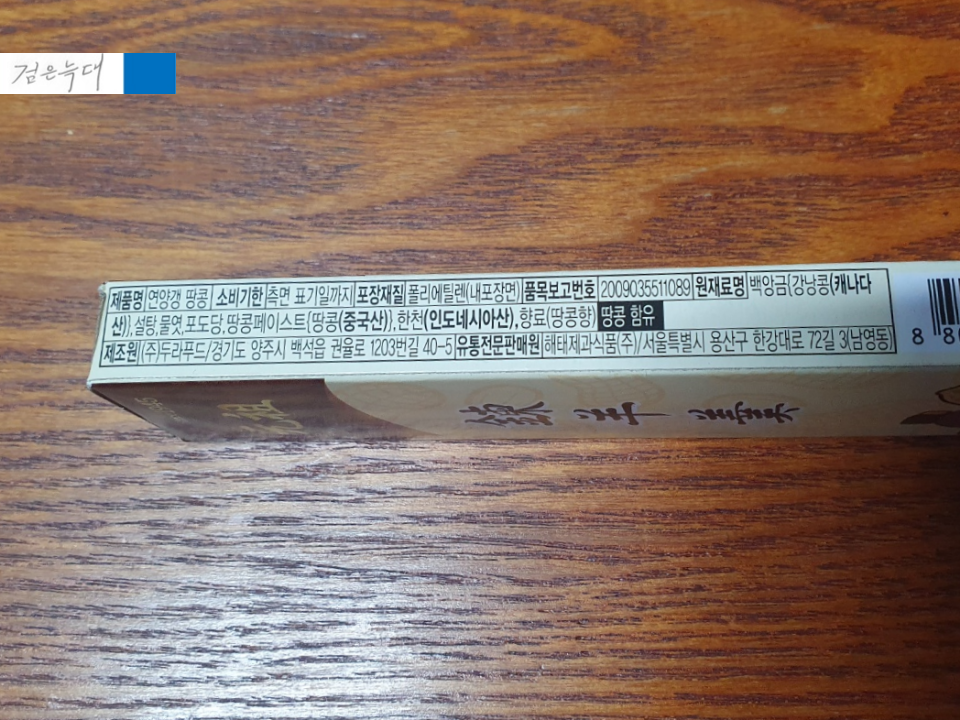 검은늑대
제품명 연양갱 땅콩 소비기한 측면 표기일까지 포장재질 폴리에틸렌(내포장면) 품목보고번호 2009035511089 원재료명 백앙금{강낭콩(캐나다
산)}, 설탕, 물엿, 포도당, 땅콩페이스트{땅콩(중국산)}, 한천(인도네시아산), 향료(땅콩향) 땅콩 함유
제조원 (주)두라푸드/경기도 양주시 백석읍 권율로 1203번길 40-5 유통전문판매원 해태제과식품(주)/서울특별시 용산구 한강대로 72길 3(남영동)